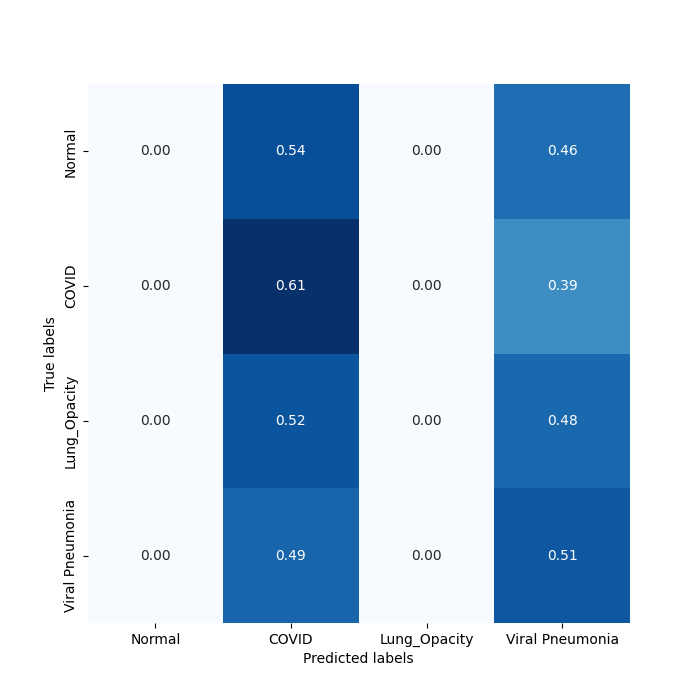 True labels
Normal
0.00 0.54 0.00 0.46
COVID
0.00 0.61 0.00 0.39
Lung_Opacity
0.00 0.52 0.00 0.48
Viral Pneumonia
0.00 0.49 0.00 0.51
Normal COVID Lung_Opacity Viral Pneumonia
Predicted labels